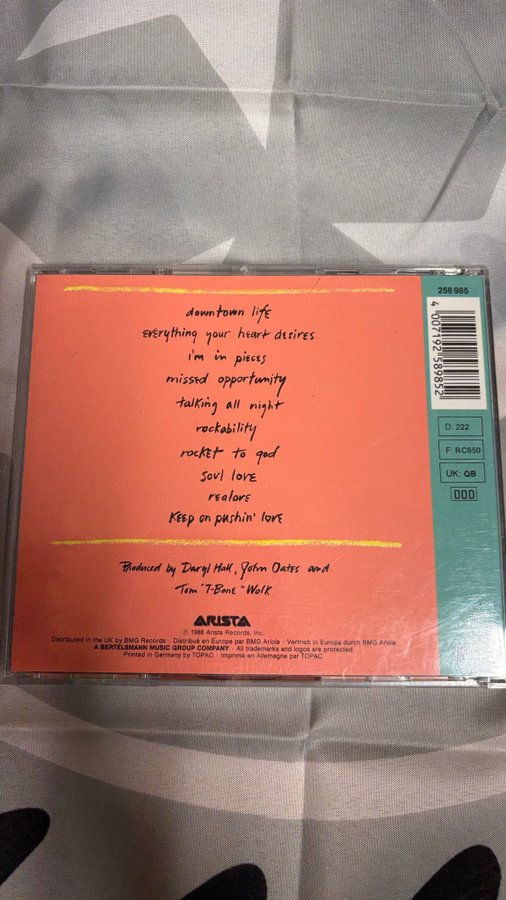 258 985
4 007192 589852
D: 222
F: RC650
UK: QB
DDD
downtown life
everything your heart desires
i'm in pieces
missed opportunity
talking all night
rockability
rocket to god
soul love
realove
keep on pushin' love
Produced by Daryl Hall, John Oates and
Tom "T-Bone" Wolk
ARISTA
℗ 1988 Arista Records, Inc.
Distributed in the UK by BMG Records · Distribué en Europe par BMG Ariola · Vertrieb in Europa durch BMG Ariola
A BERTELSMANN MUSIC GROUP COMPANY · All trademarks and logos are protected.
Printed in Germany by TOPAC · Imprimé en Allemagne par TOPAC